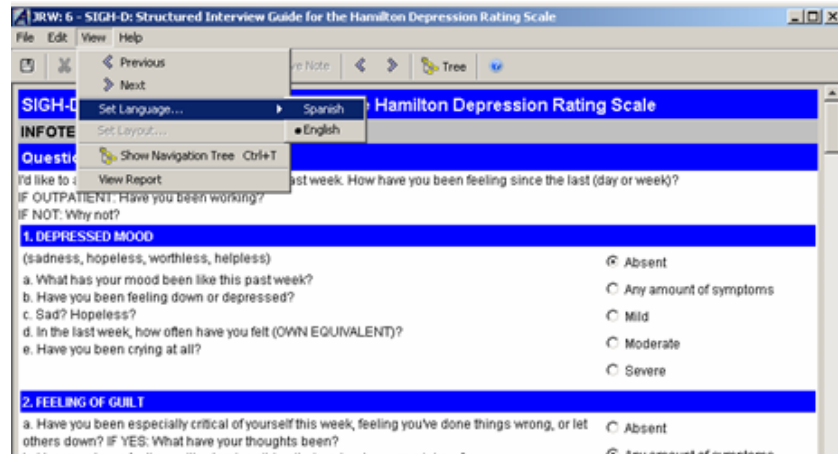 JRW: 6 - SIGH-D: Structured Interview Guide for the Hamilton Depression Rating Scale
File Edit View Help
Note Tree
Previous
Next
Set Language...
Spanish
English
Set Layout...
Show Navigation Tree Ctrl+T
View Report
SIGH-D Hamilton Depression Rating Scale
INFOTE
Questi
I'd like to a ast week. How have you been feeling since the last (day or week)?
IF OUTPATIENT: Have you been working?
IF NOT: Why not?
1. DEPRESSED MOOD
(sadness, hopeless, worthless, helpless)
a. What has your mood been like this past week?
b. Have you been feeling down or depressed?
c. Sad? Hopeless?
d. In the last week, how often have you felt (OWN EQUIVALENT)?
e. Have you been crying at all?
Absent
Any amount of symptoms
Mild
Moderate
Severe
2. FEELING OF GUILT
a. Have you been especially critical of yourself this week, feeling you've done things wrong, or let
others down? IF YES: What have your thoughts been?
Absent
Any amount of symptoms